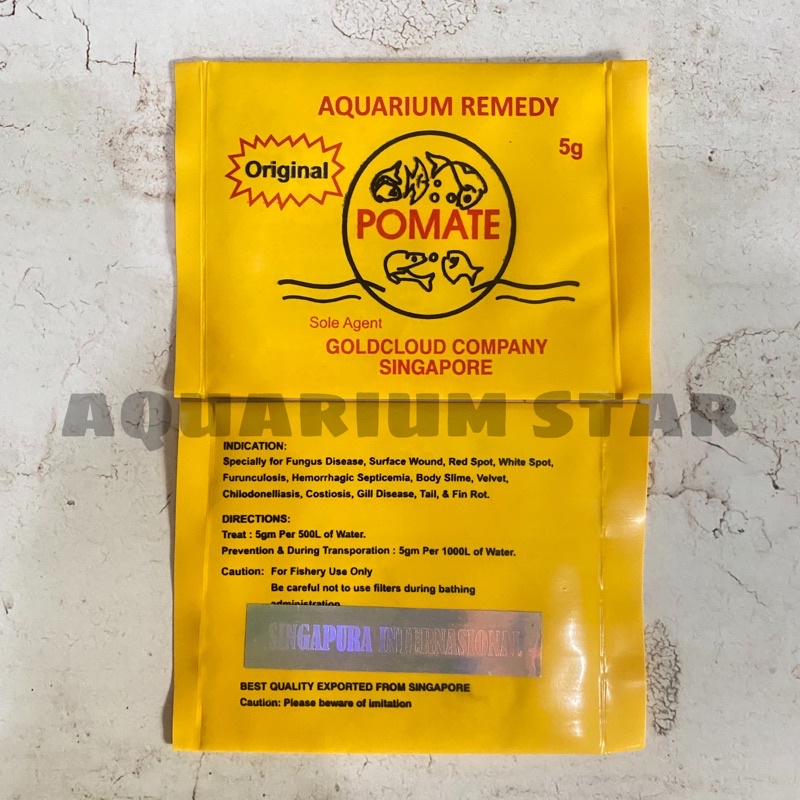 AQUARIUM REMEDY
5g
Original
POMATE
Sole Agent
GOLDCLOUD COMPANY
SINGAPORE
AQUARIUM STAR
INDICATION:
Specially for Fungus Disease, Surface Wound, Red Spot, White Spot,
Furunculosis, Hemorrhagic Septicemia, Body Slime, Velvet,
Chilodonelliasis, Costiosis, Gill Disease, Tail, & Fin Rot.
DIRECTIONS:
Treat : 5gm Per 500L of Water.
Prevention & During Transporation : 5gm Per 1000L of Water.
Caution: For Fishery Use Only
Be careful not to use filters during bathing
administration
SINGAPURA INTERNASIONAL
BEST QUALITY EXPORTED FROM SINGAPORE
Caution: Please beware of imitation